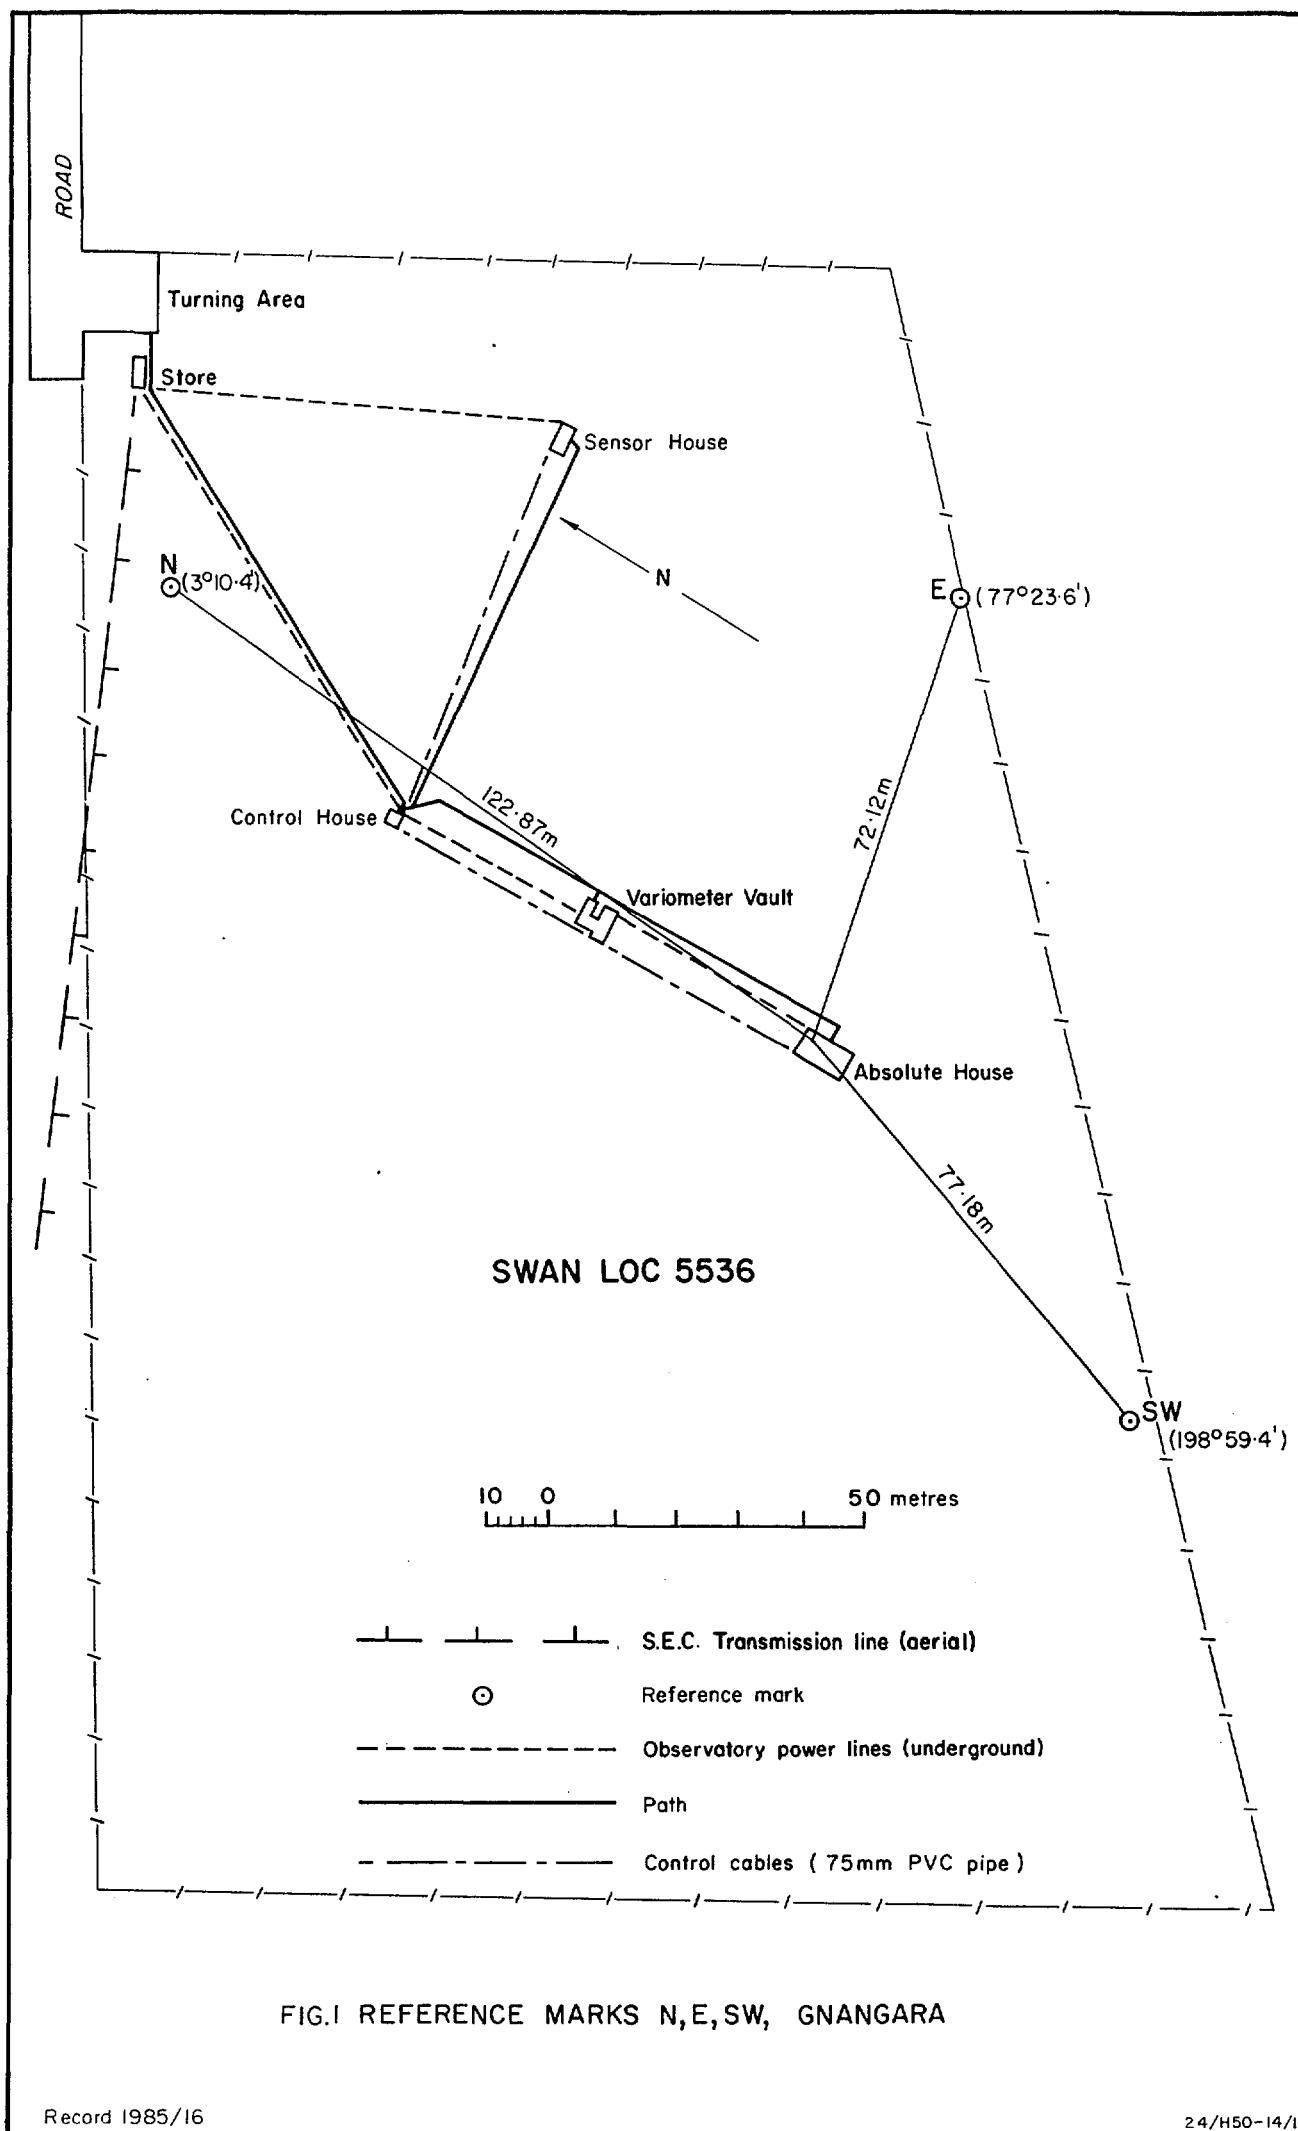 ROAD
Turning Area
Store
Sensor House
N
(3°10·4')
N
E
(77°23·6')
72·12m
122·87m
Control House
Variometer Vault
Absolute House
77·18m
SWAN LOC 5536
SW
(198°59·4')
10 0 50 metres
S.E.C. Transmission line (aerial)
Reference mark
Observatory power lines (underground)
Path
Control cables (75mm PVC pipe)
FIG.1 REFERENCE MARKS N, E, SW, GNANGARA
Record 1985/16
24/H50-14/1